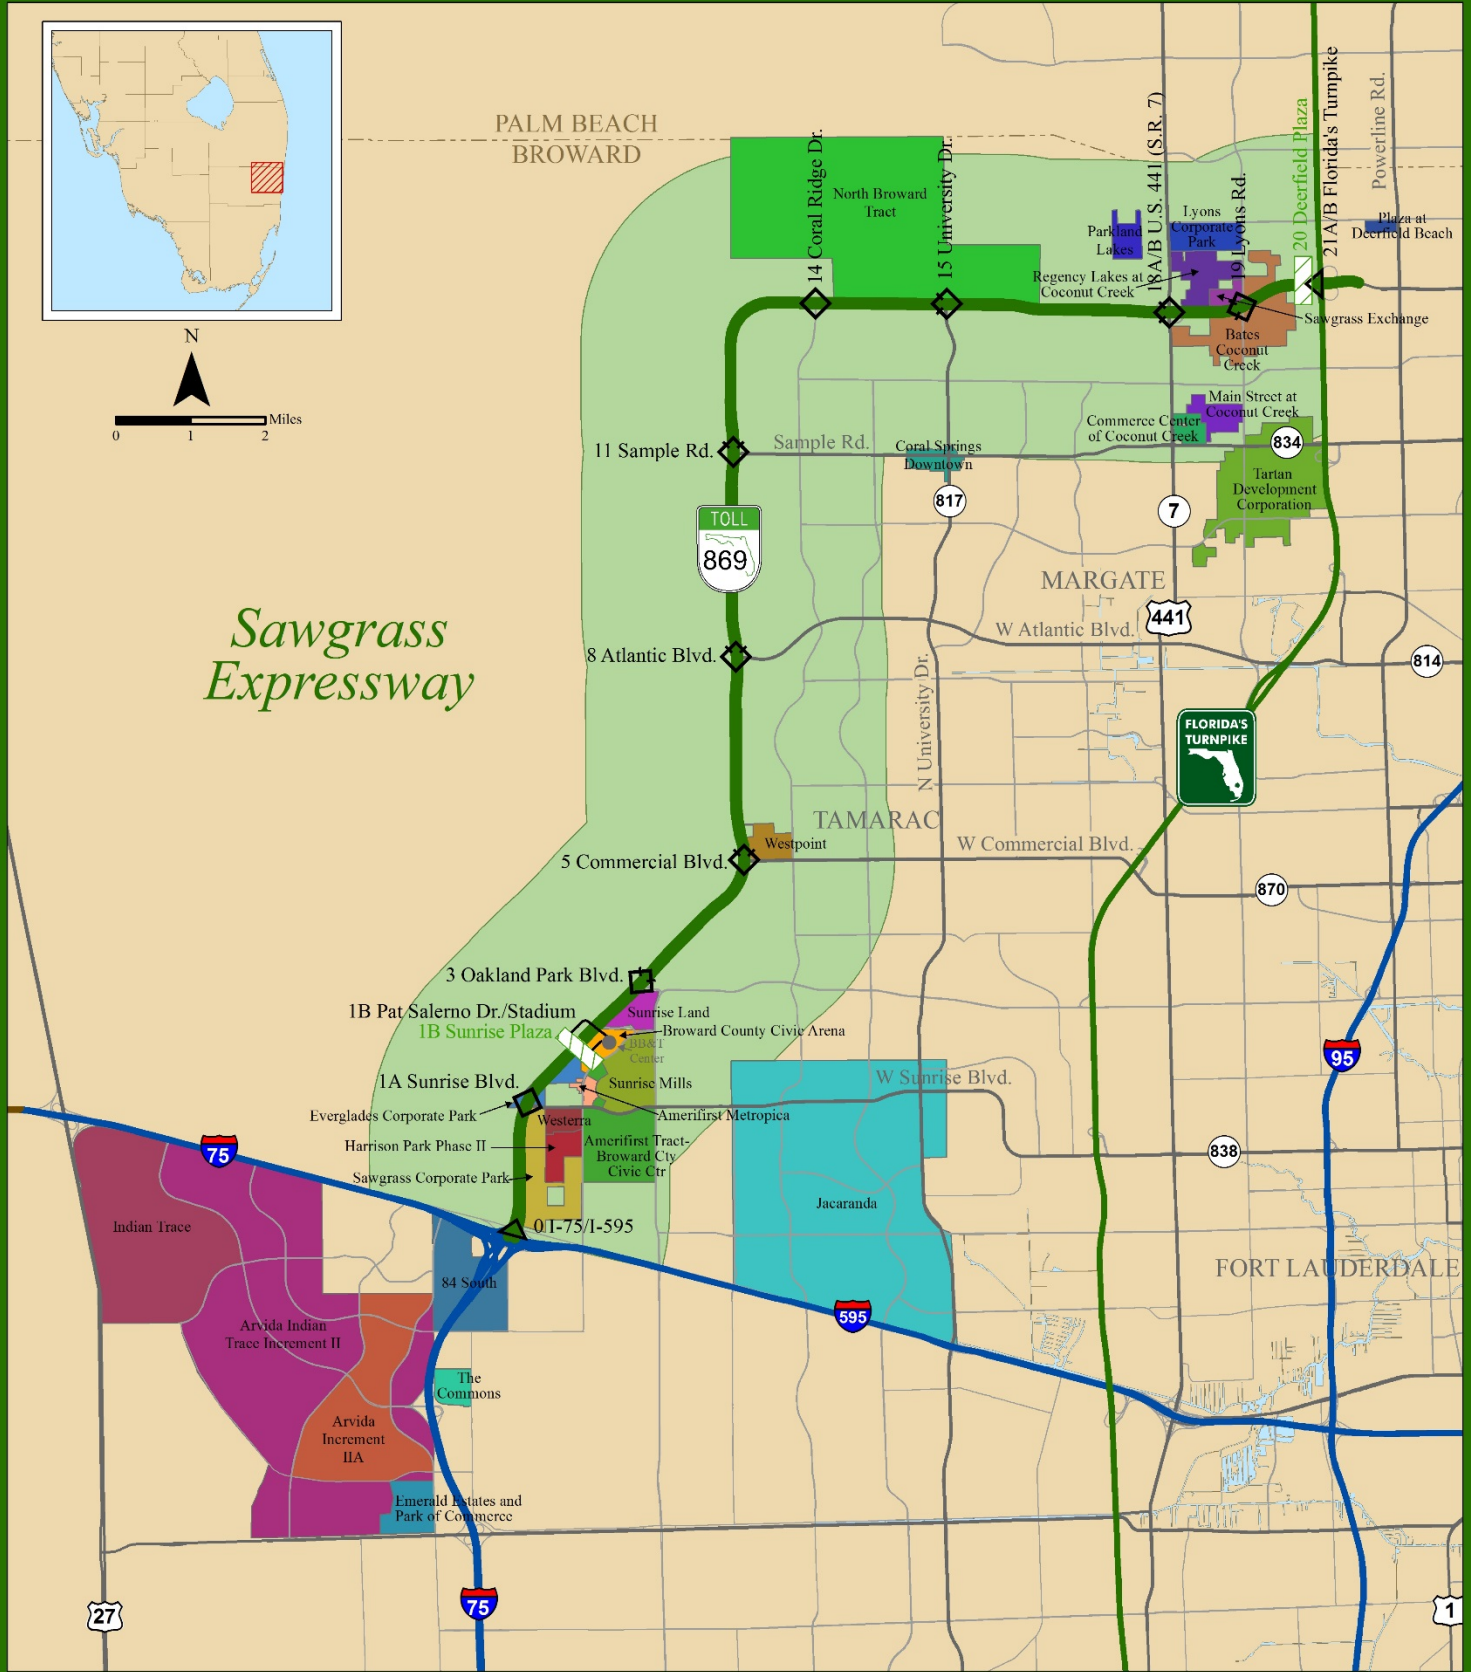 PALM BEACH
BROWARD
N
Miles
0
1
2
14 Coral Ridge Dr.
15 University Dr.
18A/B U.S. 441 (S.R. 7)
19 Lyons Rd.
20 Deerfield Plaza
21A/B Florida's Turnpike
Powerline Rd.
North Broward
Tract
Parkland
Lakes
Lyons
Corporate
Park
Plaza at
Deerfield Beach
Regency Lakes at
Coconut Creek
Sawgrass Exchange
Bates
Coconut
Creek
Main Street at
Coconut Creek
Commerce Center
of Coconut Creek
834
11 Sample Rd.
Sample Rd.
Coral Springs
Downtown
Tartan
Development
Corporation
817
7
TOLL
869
MARGATE
441
Sawgrass
Expressway
W Atlantic Blvd.
8 Atlantic Blvd.
814
N University Dr.
FLORIDA'S
TURNPIKE
TAMARAC
Westpoint
W Commercial Blvd.
5 Commercial Blvd.
870
3 Oakland Park Blvd.
1B Pat Salerno Dr./Stadium
Sunrise Land
1B Sunrise Plaza
Broward County Civic Arena
BB&T
Center
95
1A Sunrise Blvd.
Sunrise Mills
W Sunrise Blvd.
Everglades Corporate Park
Amerifirst Metropica
Westerra
Harrison Park Phase II
Amerifirst Tract-
Broward Cty
Civic Ctr
75
838
Sawgrass Corporate Park
Jacaranda
Indian Trace
0 I-75/I-595
84 South
FORT LAUDERDALE
595
Arvida Indian
Trace Increment II
The
Commons
Arvida
Increment
IIA
Emerald Estates and
Park of Commerce
27
75
1